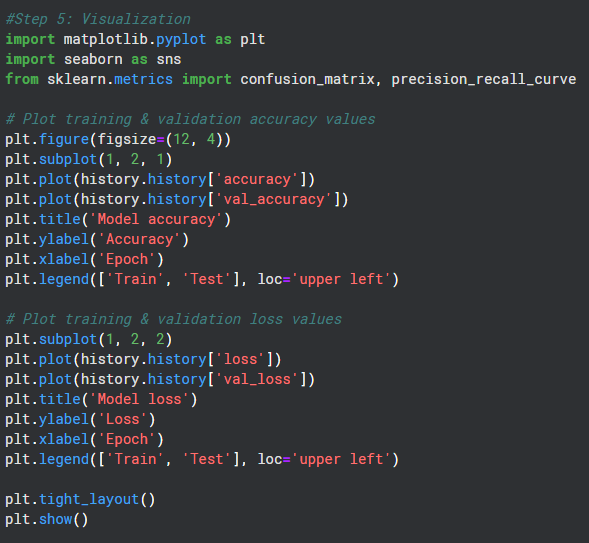 #Step 5: Visualization
import matplotlib.pyplot as plt
import seaborn as sns
from sklearn.metrics import confusion_matrix, precision_recall_curve

# Plot training & validation accuracy values
plt.figure(figsize=(12, 4))
plt.subplot(1, 2, 1)
plt.plot(history.history['accuracy'])
plt.plot(history.history['val_accuracy'])
plt.title('Model accuracy')
plt.ylabel('Accuracy')
plt.xlabel('Epoch')
plt.legend(['Train', 'Test'], loc='upper left')

# Plot training & validation loss values
plt.subplot(1, 2, 2)
plt.plot(history.history['loss'])
plt.plot(history.history['val_loss'])
plt.title('Model loss')
plt.ylabel('Loss')
plt.xlabel('Epoch')
plt.legend(['Train', 'Test'], loc='upper left')

plt.tight_layout()
plt.show()